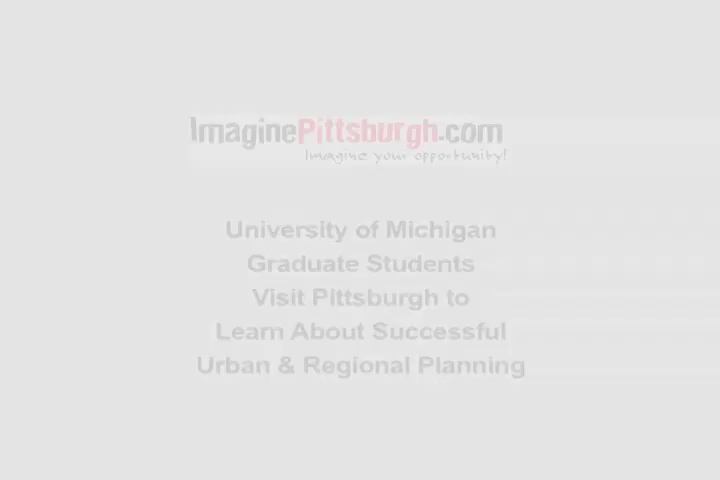 ImaginePittsburgh.com
Imagine your opportunity!
University of Michigan
Graduate Students
Visit Pittsburgh to
Learn About Successful
Urban & Regional Planning